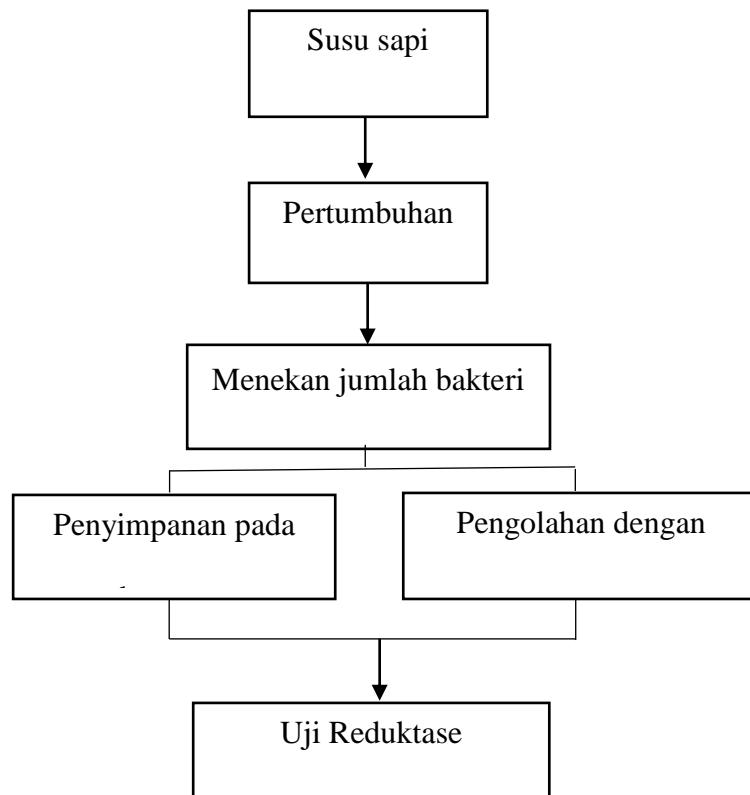 Susu sapi
Pertumbuhan
Menekan jumlah bakteri
Penyimpanan pada
Pengolahan dengan
Uji Reduktase